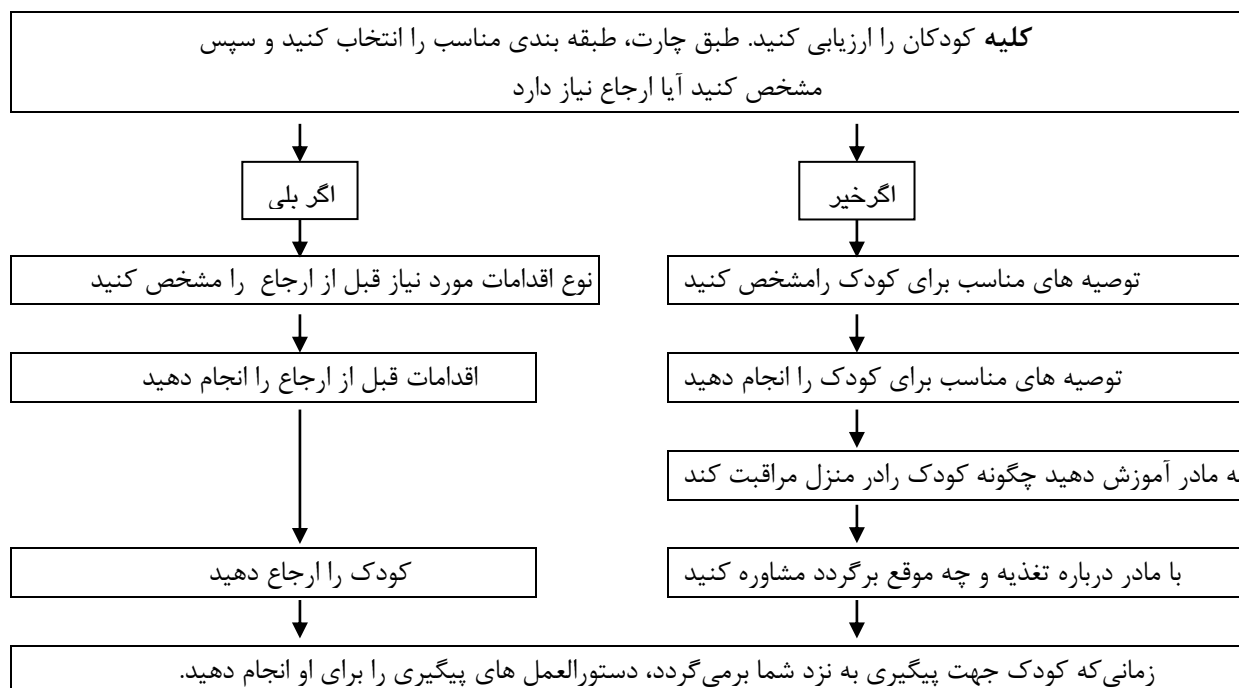 کلیه کودکان را ارزیابی کنید. طبق چارت، طبقه بندی مناسب را انتخاب کنید و سپس
مشخص کنید آیا ارجاع نیاز دارد
اگرخیر
اگر بلی
توصیه های مناسب برای کودک رامشخص کنید
نوع اقدامات مورد نیاز قبل از ارجاع را مشخص کنید
توصیه های مناسب برای کودک را انجام دهید
اقدامات قبل از ارجاع را انجام دهید
مادر آموزش دهید چگونه کودک رادر منزل مراقبت کند
با مادر درباره تغذیه و چه موقع برگردد مشاوره کنید
کودک را ارجاع دهید
زمانی‌که کودک جهت پیگیری به نزد شما برمی‌گردد، دستورالعمل های پیگیری را برای او انجام دهید.